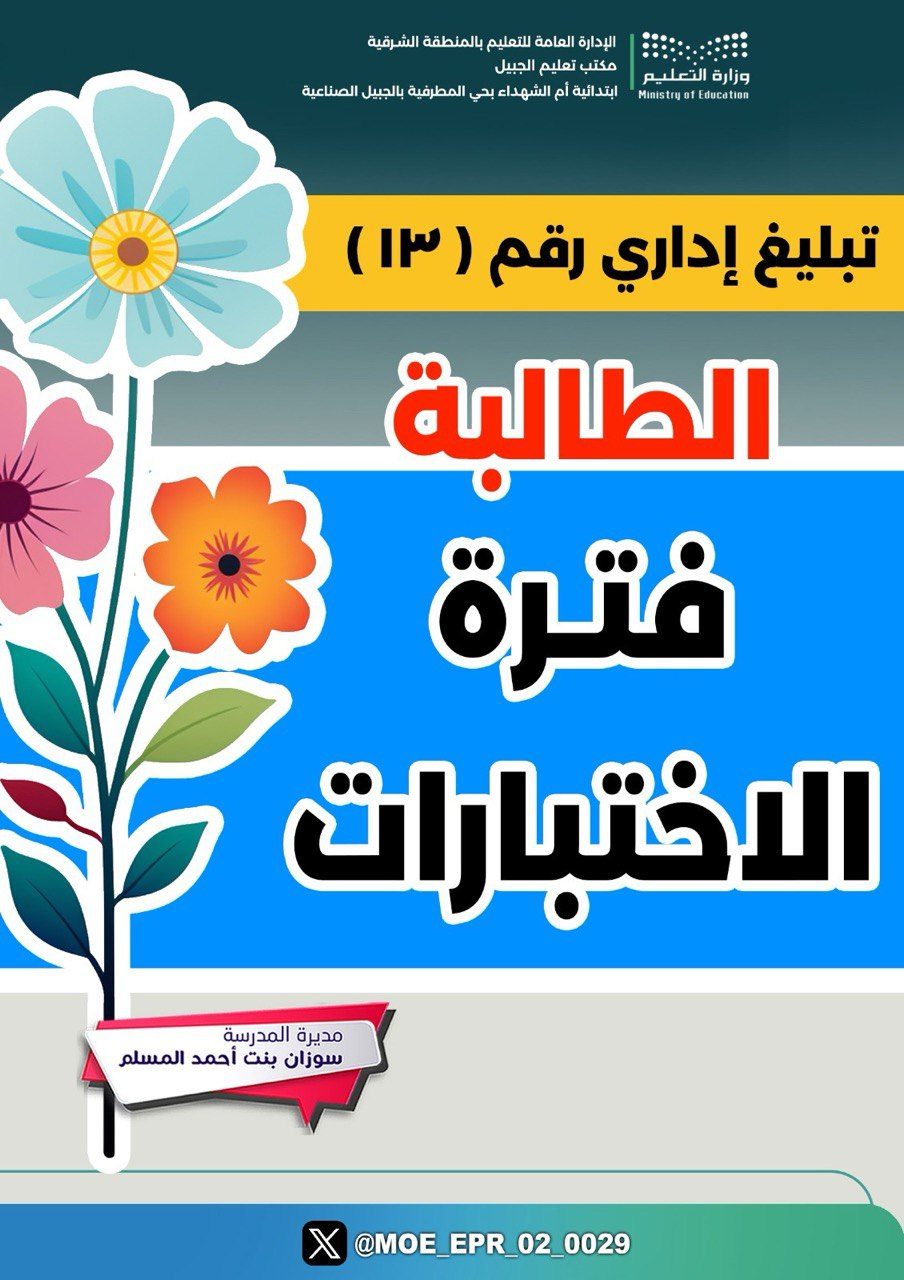 الإدارة العامة للتعليم بالمنطقة الشرقية
مكتب تعليم الجبيل
ابتدائية أم الشهداء بحي المطرفية بالجبيل الصناعية
وزارة التعليم
Ministry of Education
تبليغ إداري رقم ( ١٣ )
الطالبة
فترة
الاختبارات
مديرة المدرسة
سوزان بنت أحمد المسلم
@MOE_EPR_02_0029